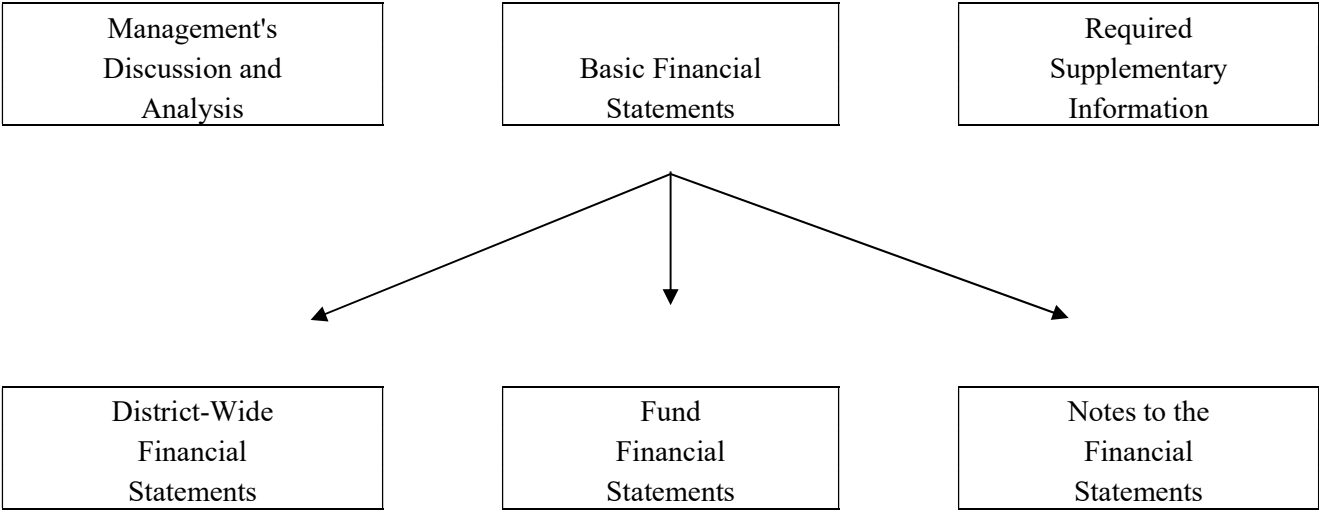 Management's
Discussion and
Analysis
Basic Financial
Statements
Required
Supplementary
Information
District-Wide
Financial
Statements
Fund
Financial
Statements
Notes to the
Financial
Statements